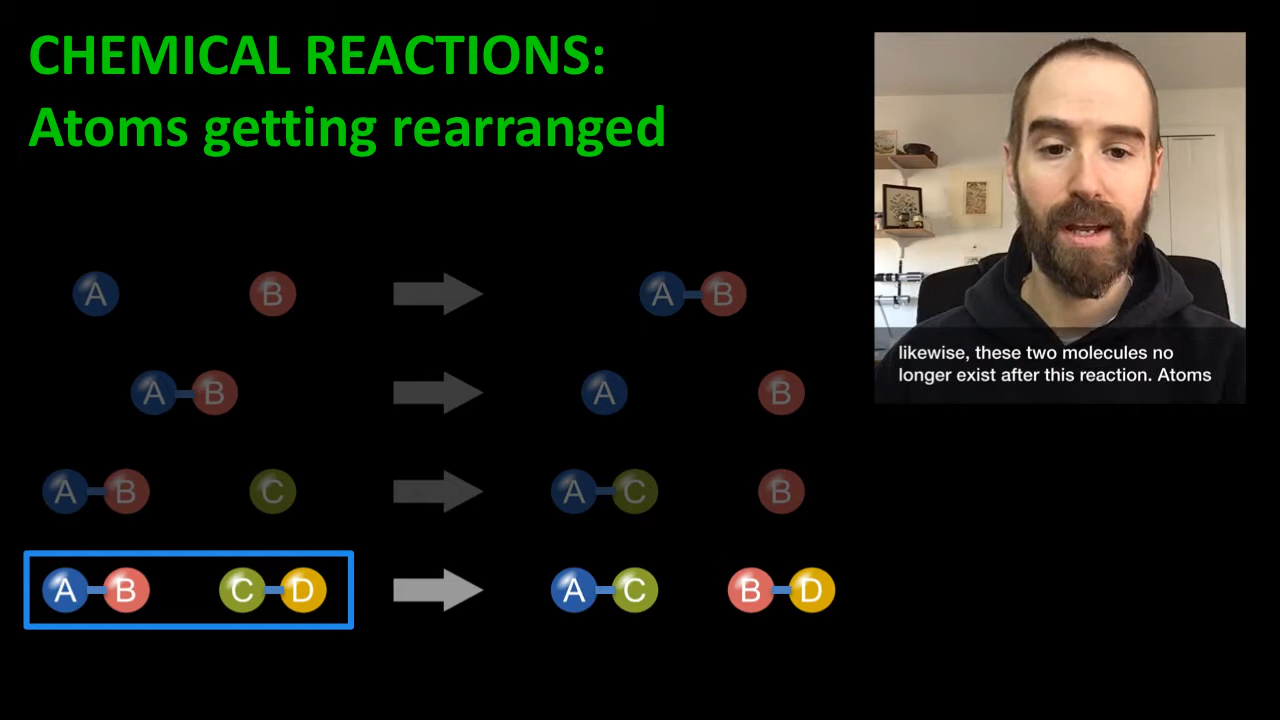 CHEMICAL REACTIONS:
Atoms getting rearranged
A B A B
A B A B
A B C A C B
A B C D A C B D
likewise, these two molecules no
longer exist after this reaction. Atoms